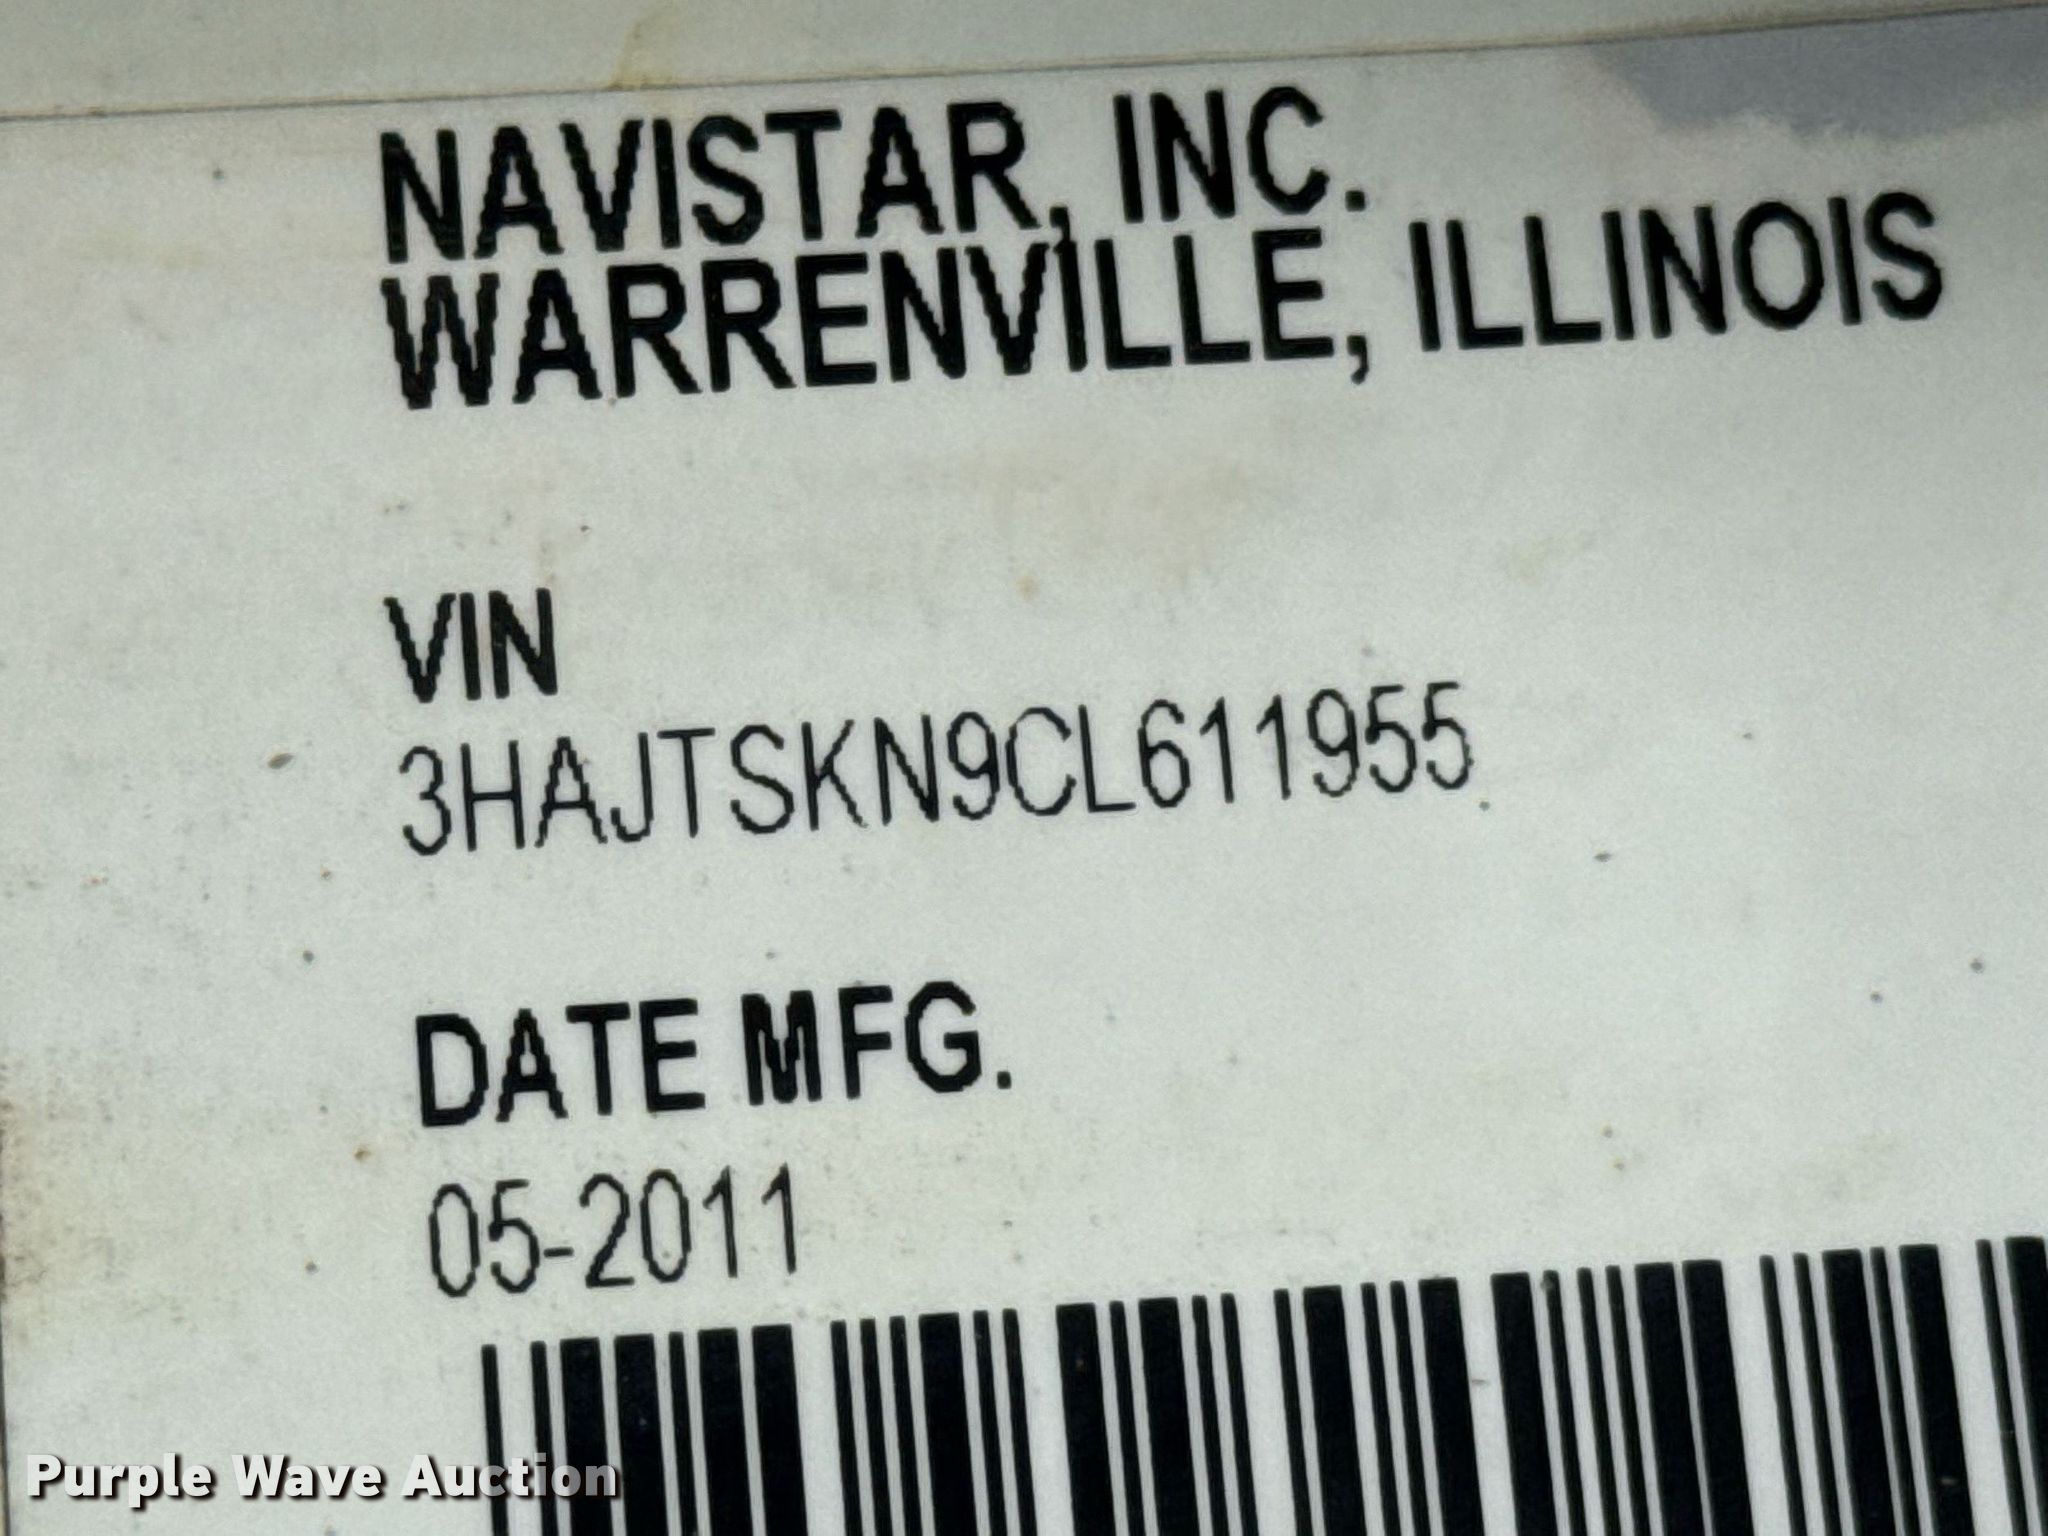 NAVISTAR, INC.
WARRENVILLE, ILLINOIS
VIN
3HAJTSKN9CL611955
DATE MFG.
05-2011
Purple Wave Auction